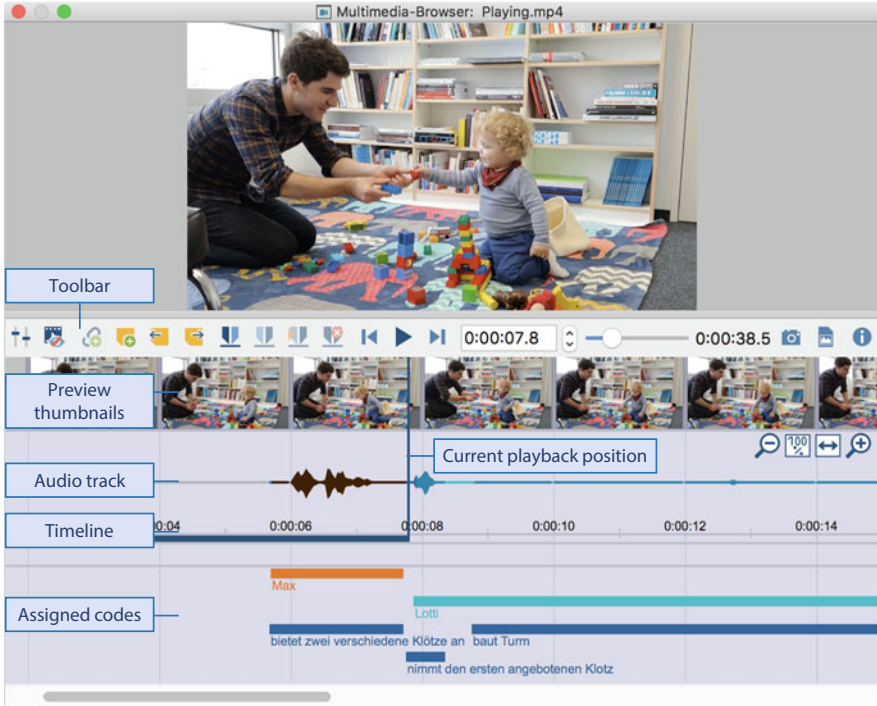 Multimedia-Browser: Playing.mp4
Toolbar
0:00:07.8
0:00:38.5
Preview
thumbnails
100
%
Current playback position
Audio track
Timeline
0:04
0:00:06
0:00:08
0:00:10
0:00:12
0:00:14
Max
Assigned codes
Lotti
bietet zwei verschiedene Klötze an
baut Turm
nimmt den ersten angebotenen Klotz